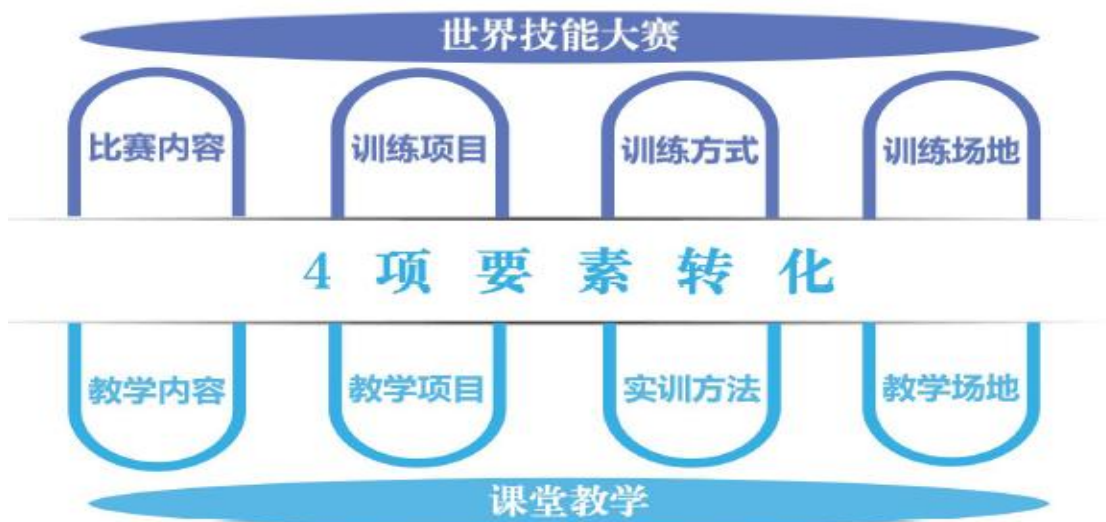 世界技能大赛
比赛内容 训练项目 训练方式 训练场地
4项要素转化
教学内容 教学项目 实训方法 教学场地
课堂教学